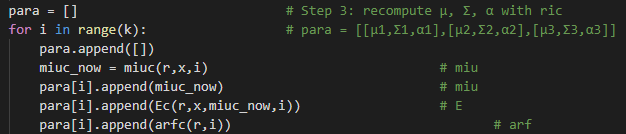 para = []                          # Step 3: recompute μ, Σ, α with ric
for i in range(k):                 # para = [[μ1,Σ1,α1],[μ2,Σ2,α2],[μ3,Σ3,α3]]
    para.append([])
    miuc_now = miuc(r,x,i)                             # miu
    para[i].append(miuc_now)                           # miu
    para[i].append(Ec(r,x,miuc_now,i))                 # E
    para[i].append(arfc(r,i))                                 # arf